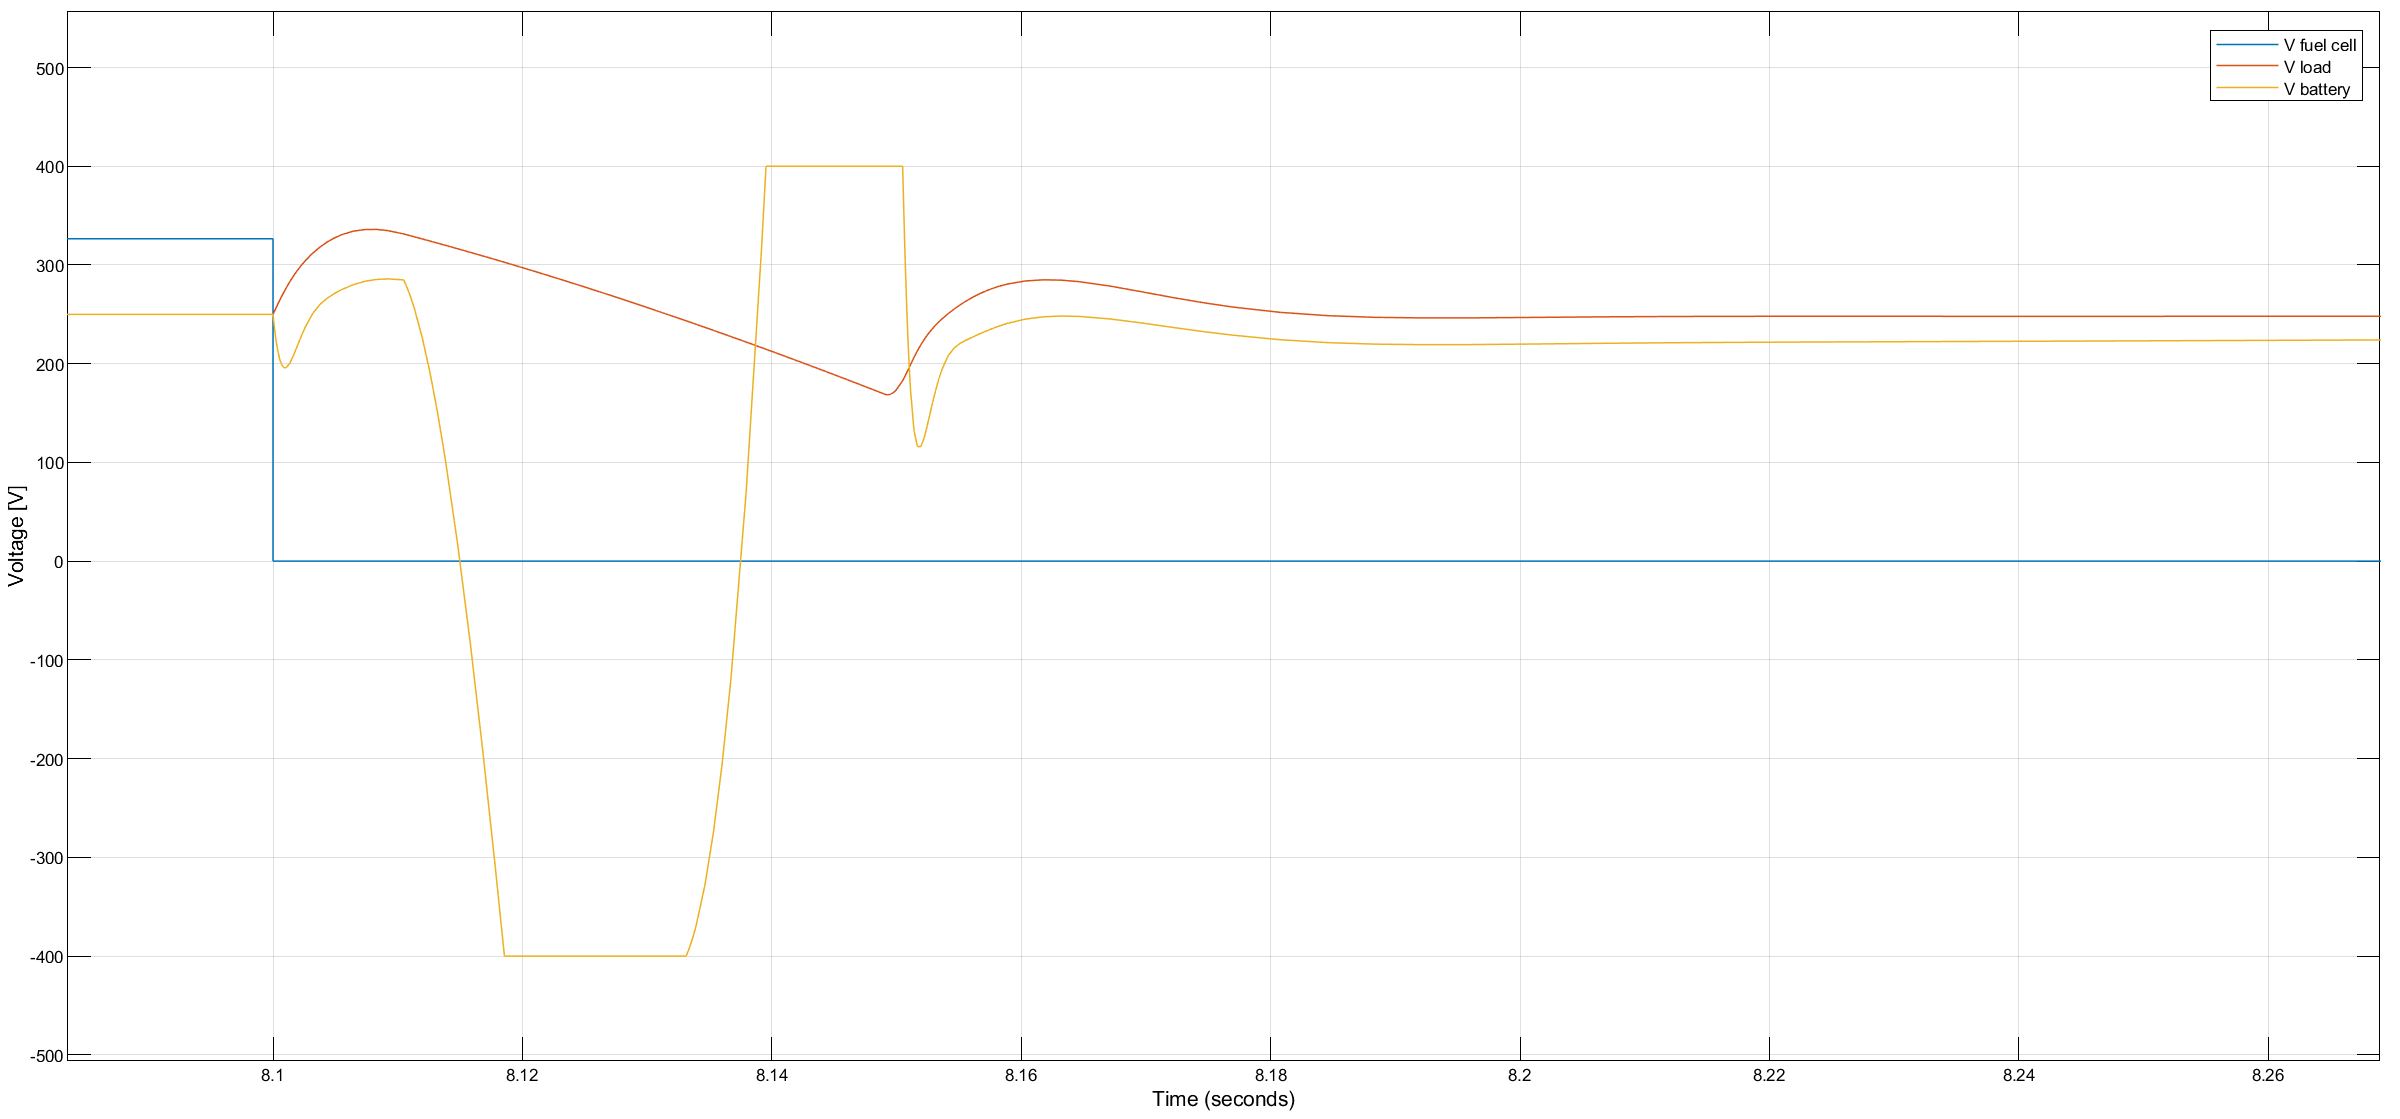 V fuel cell
V load
V battery
500
400
300
200
100
0
-100
-200
-300
-400
-500
Voltage [V]
8.1 8.12 8.14 8.16 8.18 8.2 8.22 8.24 8.26
Time (seconds)